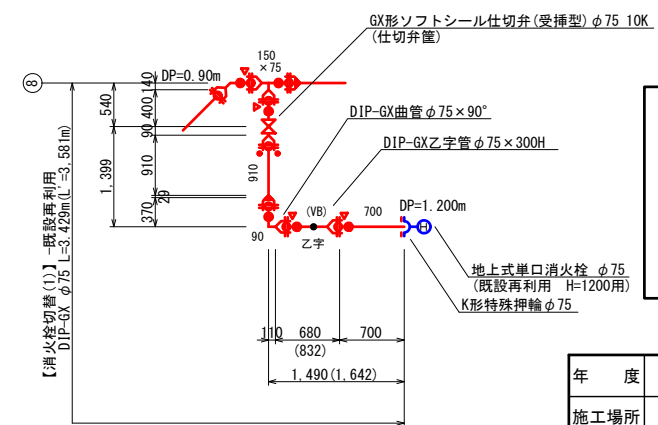 GX形ソフトシール仕切弁(受挿型)φ75 10K
(仕切弁筐)
150
×75
DP=0.90m
8
140
400
540
90
DIP-GX曲管φ75×90°
DIP-GX乙字管φ75×300H
910
910
1,399
29
370
(VB)
700
DP=1.200m
90
乙字
H
地上式単口消火栓 φ75
(既設再利用 H=1200用)
K形特殊押輪φ75
110
680
700
(832)
1,490(1,642)
【消火栓切替(1)】-既設再利用
DIP-GX φ75 L=3.429m(L'=3,581m)
年 度
施工場所